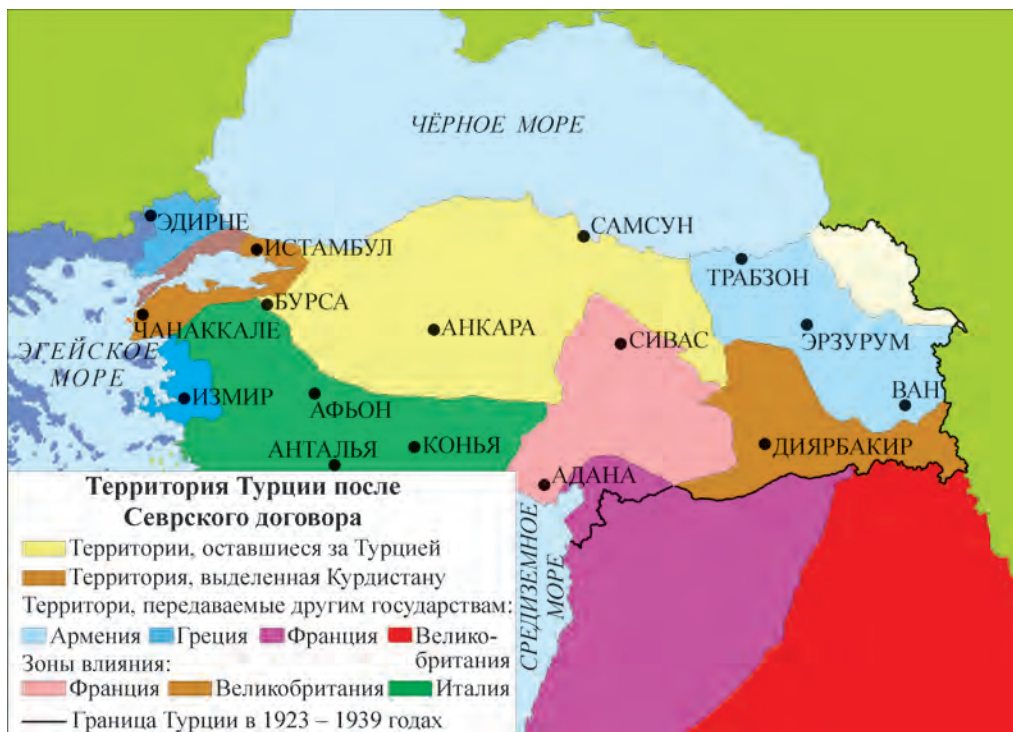 ЧЁРНОЕ МОРЕ
ЭДИРНЕ
ИСТАМБУЛ
САМСУН
ТРАБЗОН
БУРСА
ЧАНАККАЛЕ
АНКАРА
СИВАС
ЭРЗУРУМ
ЭГЕЙСКОЕ
МОРЕ
ИЗМИР
АФЬОН
ВАН
АНТАЛЬЯ
КОНЬЯ
ДИЯРБАКИР
АДАНА
СРЕДИЗЕМНОЕ
МОРЕ
Территория Турции после
Севрского договора
Территории, оставшиеся за Турцией
Территория, выделенная Курдистану
Територи, передаваемые другим государствам:
Армения Греция Франция Велико-
британия
Зоны влияния:
Франция Великобритания Италия
Граница Турции в 1923 – 1939 годах